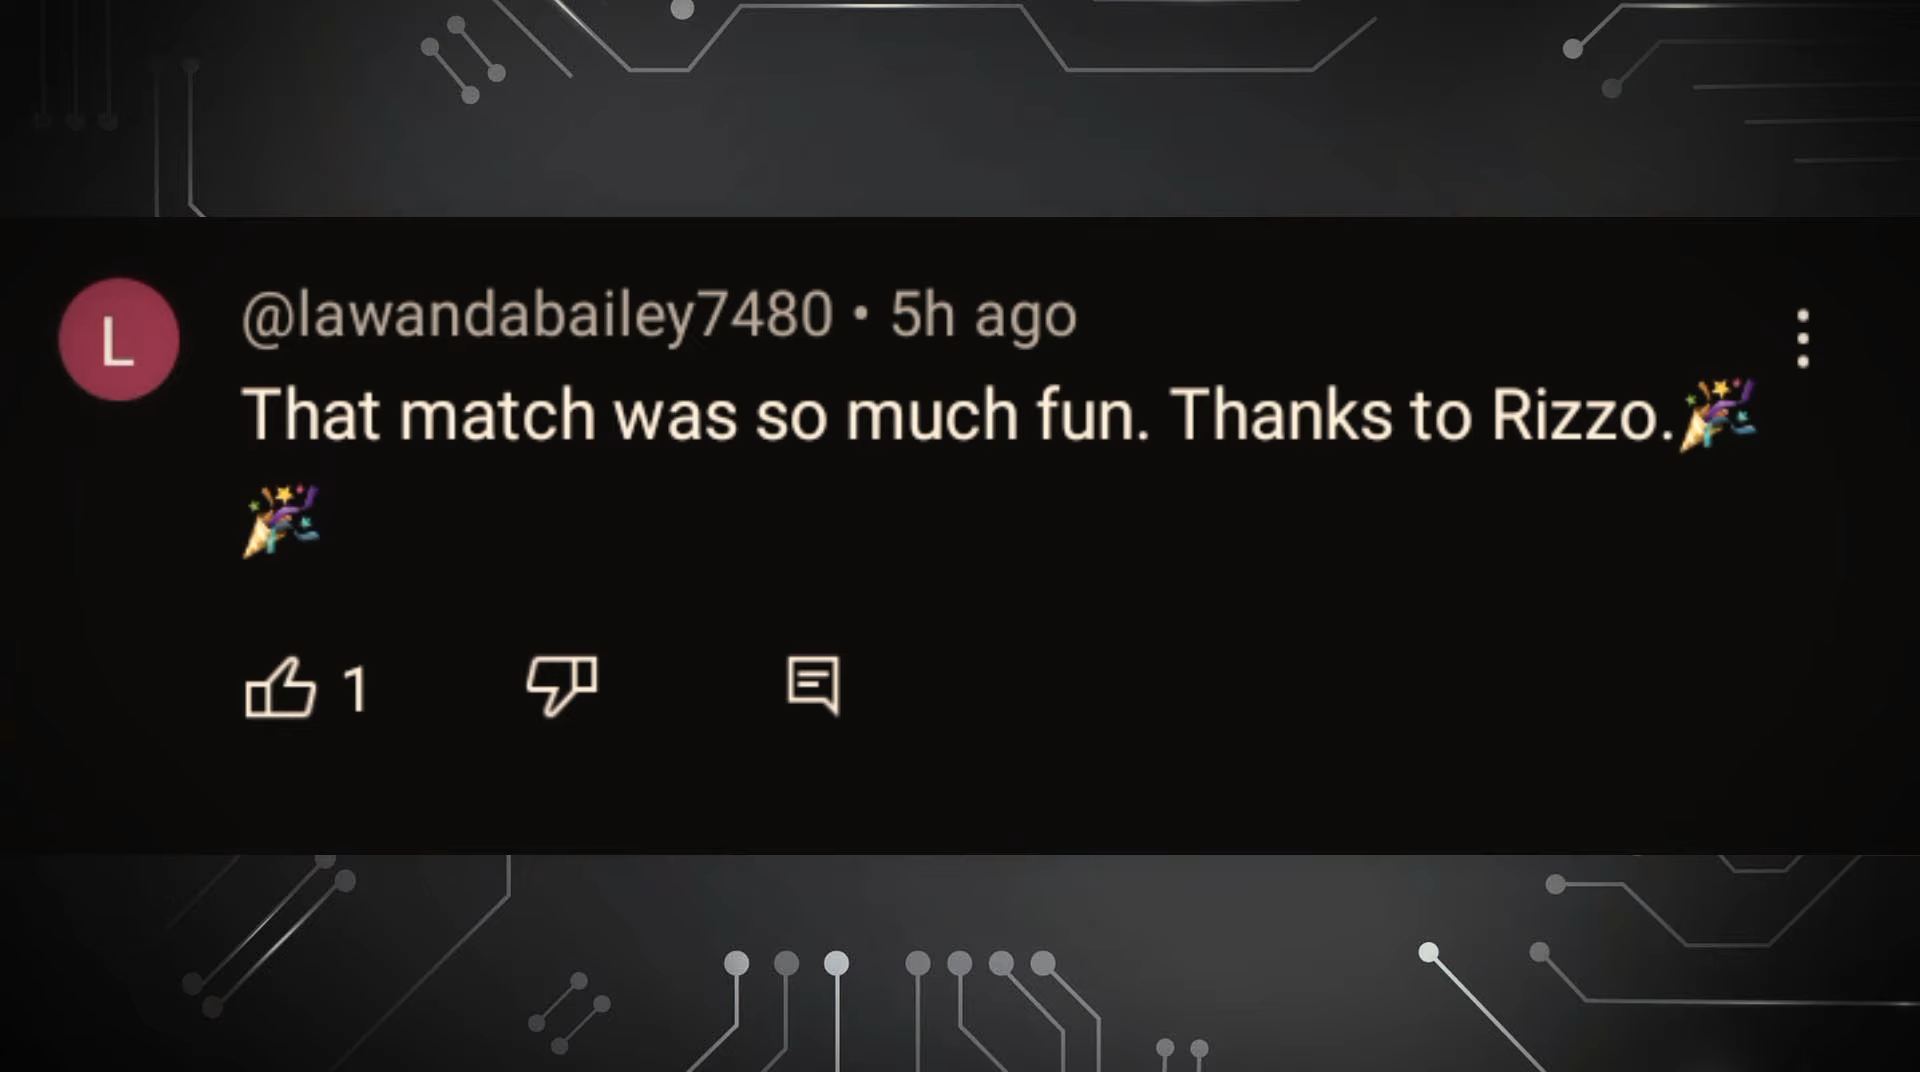 L
@lawandabailey7480 • 5h ago
That match was so much fun. Thanks to Rizzo.🎉
🎉
1